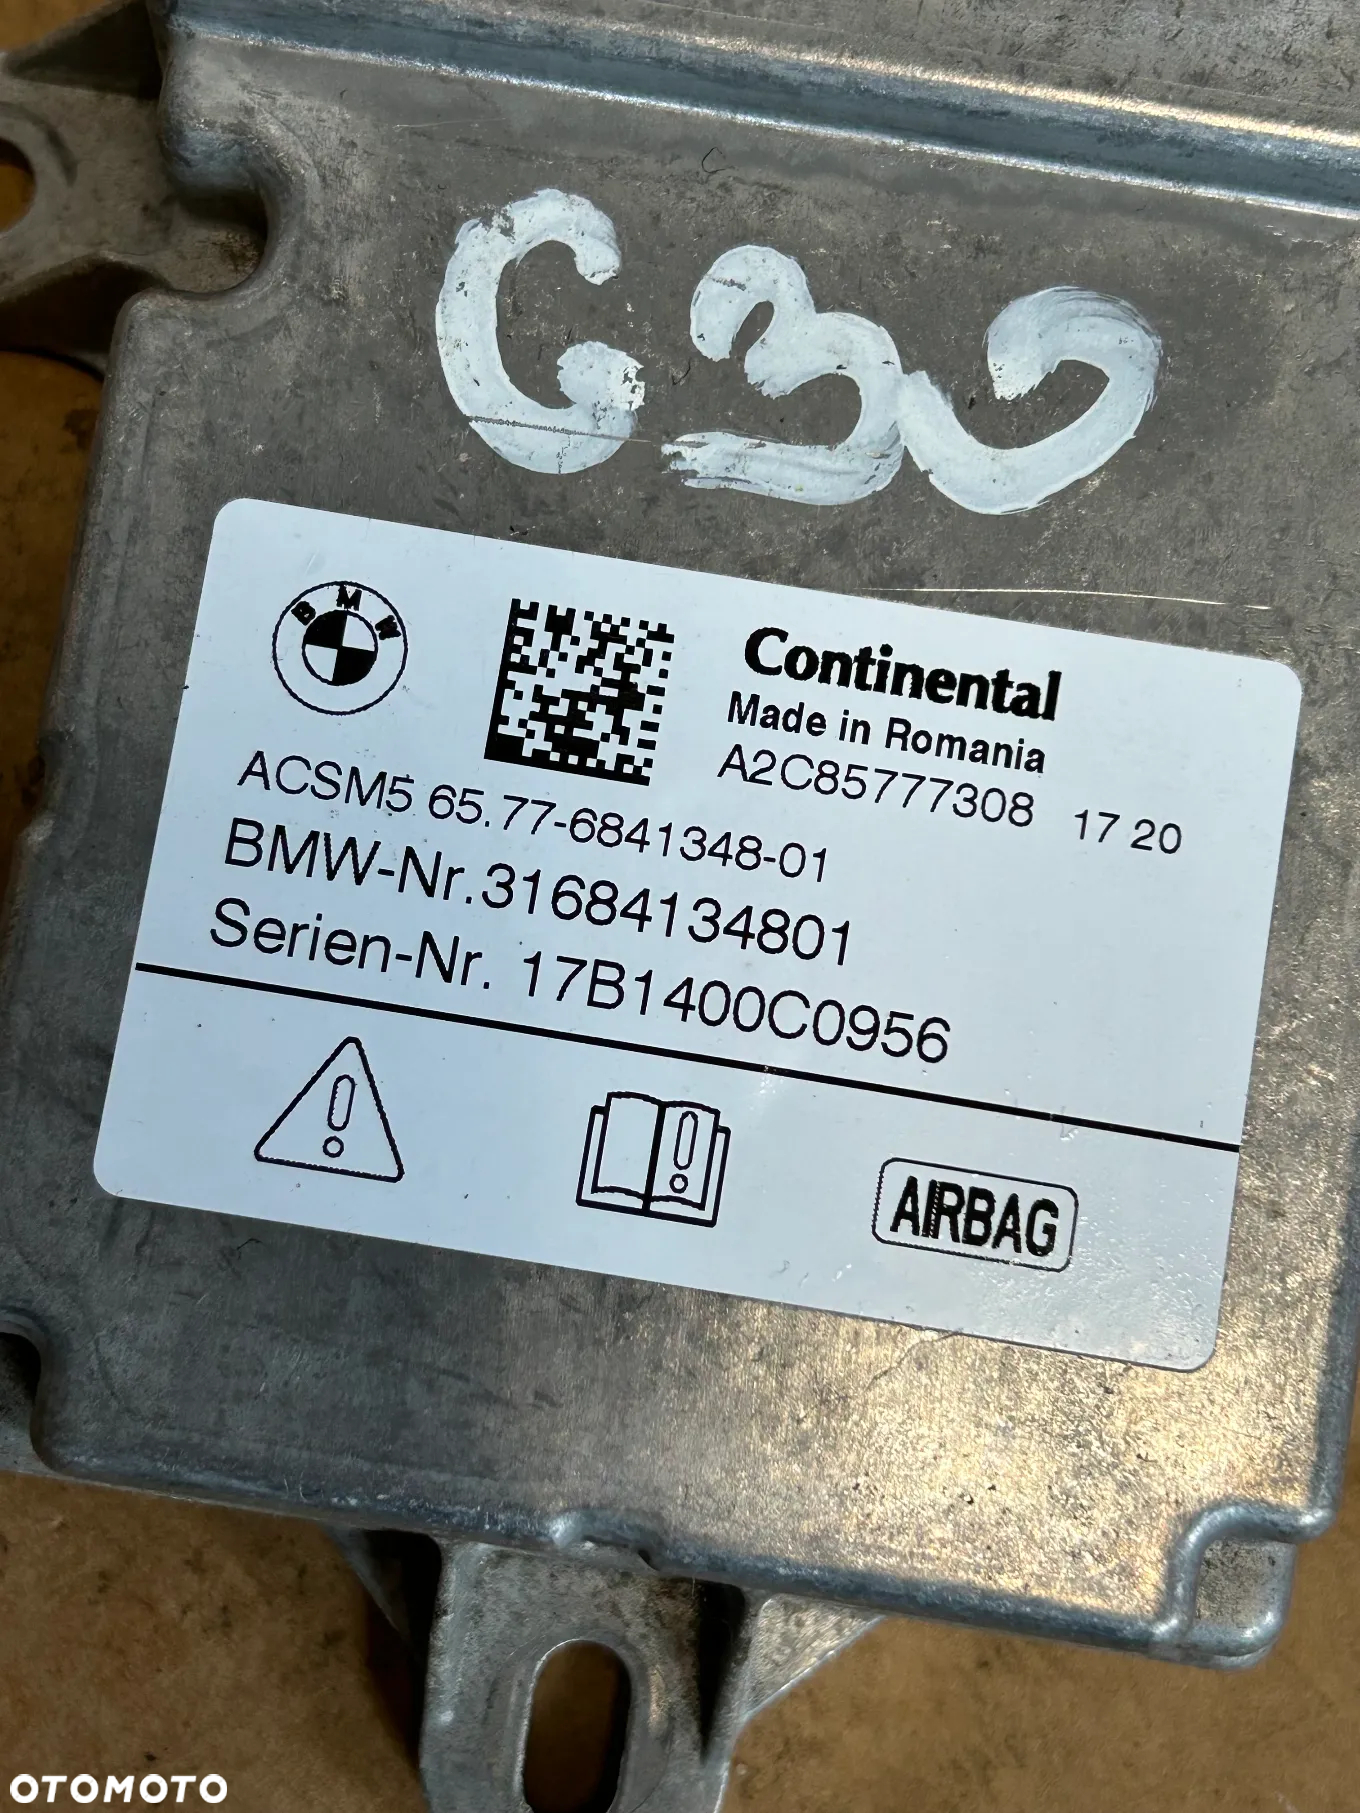 G30
BMW
Continental
Made in Romania
A2C85777308 17 20
ACSM5 65.77-6841348-01
BMW-Nr.31684134801
Serien-Nr. 17B1400C0956
AIRBAG
OTOMOTO